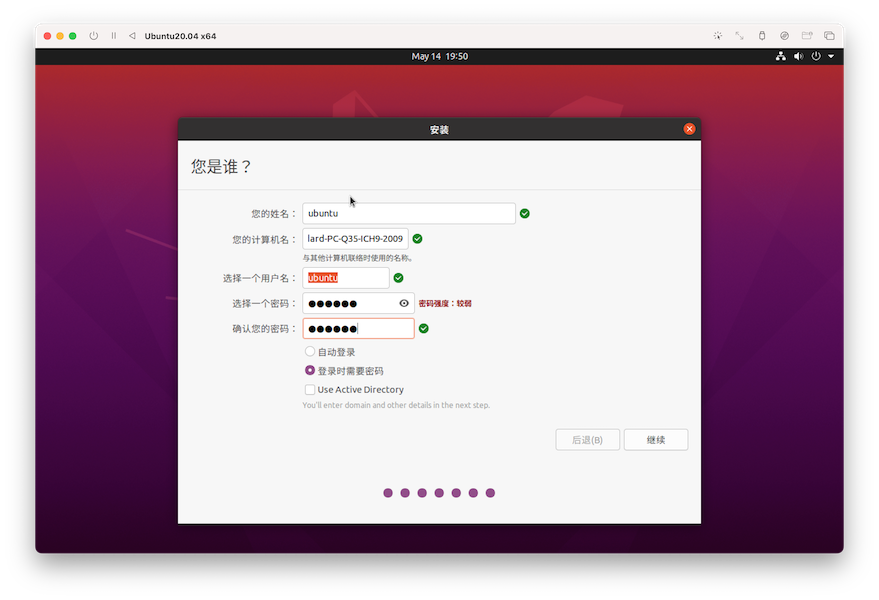 Ubuntu20.04 x64
May 14 19:50
安装
您是谁？
您的姓名： ubuntu
您的计算机名： lard-PC-Q35-ICH9-2009
与其他计算机联络时使用的名称。
选择一个用户名： ubuntu
选择一个密码： ●●●●●● 密码强度：较弱
确认您的密码： ●●●●●●
自动登录
登录时需要密码
Use Active Directory
You'll enter domain and other details in the next step.
后退(B) 继续